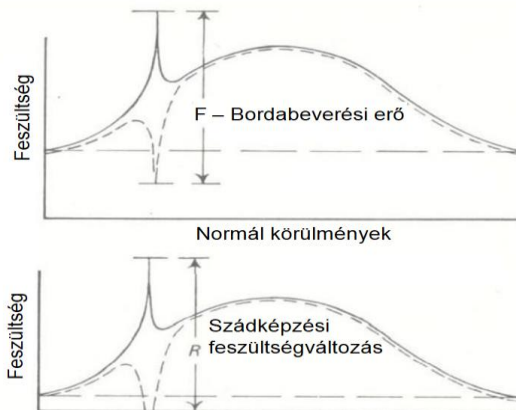 Feszültség
F – Bordabeverési erő
Normál körülmények
Feszültség
Szádképzési
feszültségváltozás
R